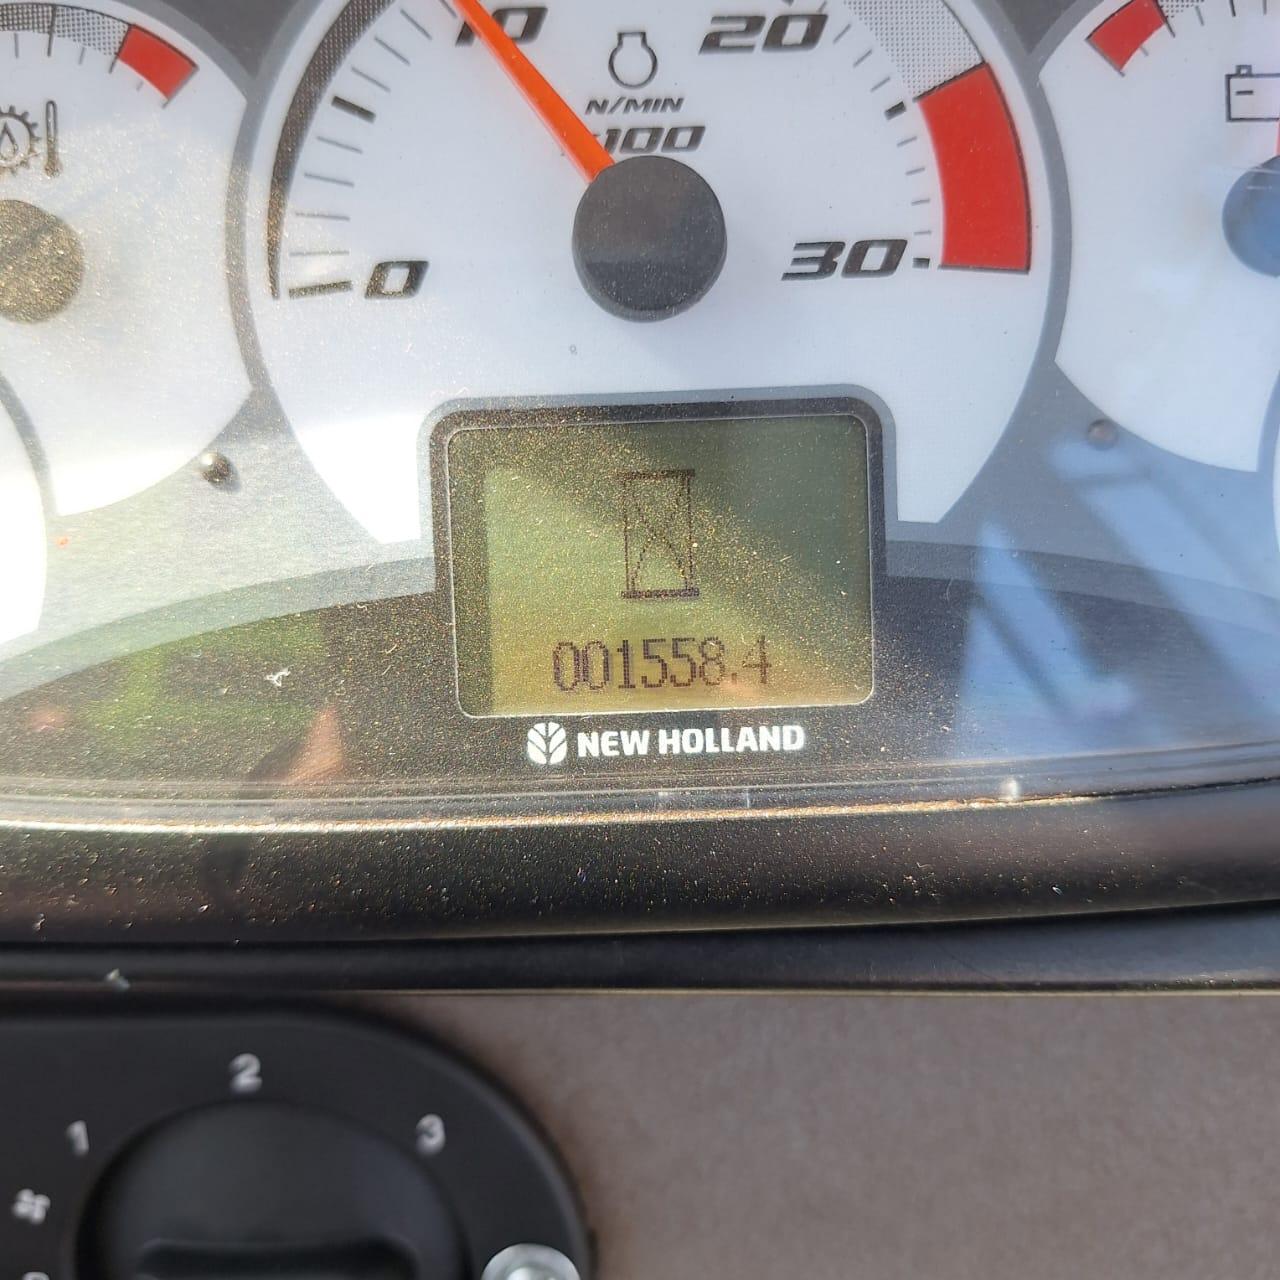 10 20
N/MIN
x100
0 30
001558.4
NEW HOLLAND
2
1 3